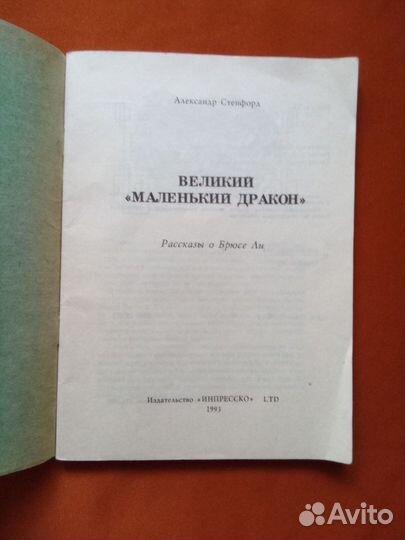 Александр Стенфорд
ВЕЛИКИЙ
«МАЛЕНЬКИЙ ДРАКОН»
Рассказы о Брюсе Ли
Издательство «ИНПРЕССКО» LTD
1993
Avito